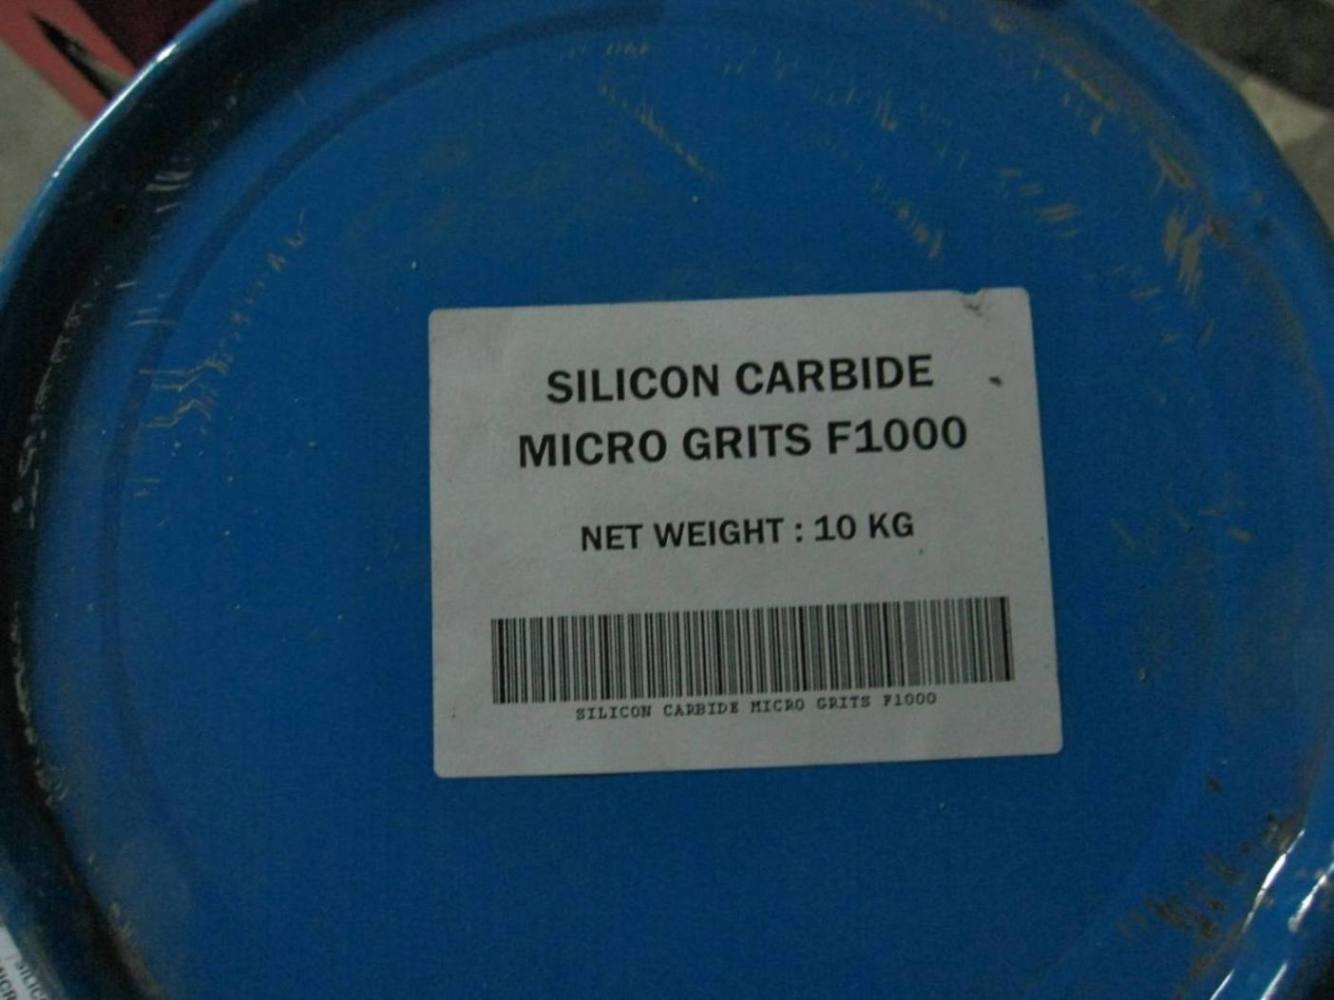 SILICON CARBIDE
MICRO GRITS F1000
NET WEIGHT : 10 KG
SILICON CARBIDE MICRO GRITS F1000